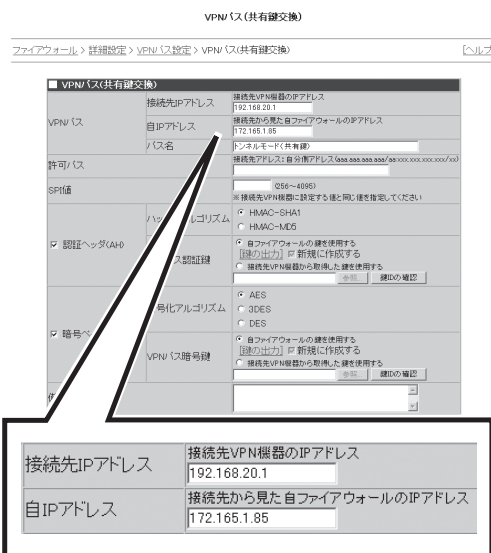 VPNパス(共有鍵交換)
ファイアウォール > 詳細設定 > VPNパス設定 > VPNパス(共有鍵交換)
[ヘルプ
■ VPNパス(共有鍵交換)
VPNパス
接続先IPアドレス
接続先VPN機器のIPアドレス
192.168.20.1
自IPアドレス
接続先から見た自ファイアウォールのIPアドレス
172.165.1.85
パス名
トンネルモード(共有鍵)
許可パス
接続先アドレス:自分側アドレス(aaa.aaa.aaa.aaa/aa:xxx.xxx.xxx.xxx/xx)
SPI値
(256~4095)
※接続先VPN機器に設定する値と同じ値を指定してください
認証ヘッダ(AH)
ハッ
ルゴリズム
HMAC-SHA1
HMAC-MD5
ス認証鍵
自ファイアウォールの鍵を使用する
[鍵の出力] 新規に作成する
接続先VPN機器から取得した鍵を使用する
参照... 鍵IDの確認
暗号ペ
号化アルゴリズム
AES
3DES
DES
VPNパス暗号鍵
自ファイアウォールの鍵を使用する
[鍵の出力] 新規に作成する
接続先VPN機器から取得した鍵を使用する
参照... 鍵IDの確認
接続先IPアドレス
接続先VPN機器のIPアドレス
192.168.20.1
自IPアドレス
接続先から見た自ファイアウォールのIPアドレス
172.165.1.85